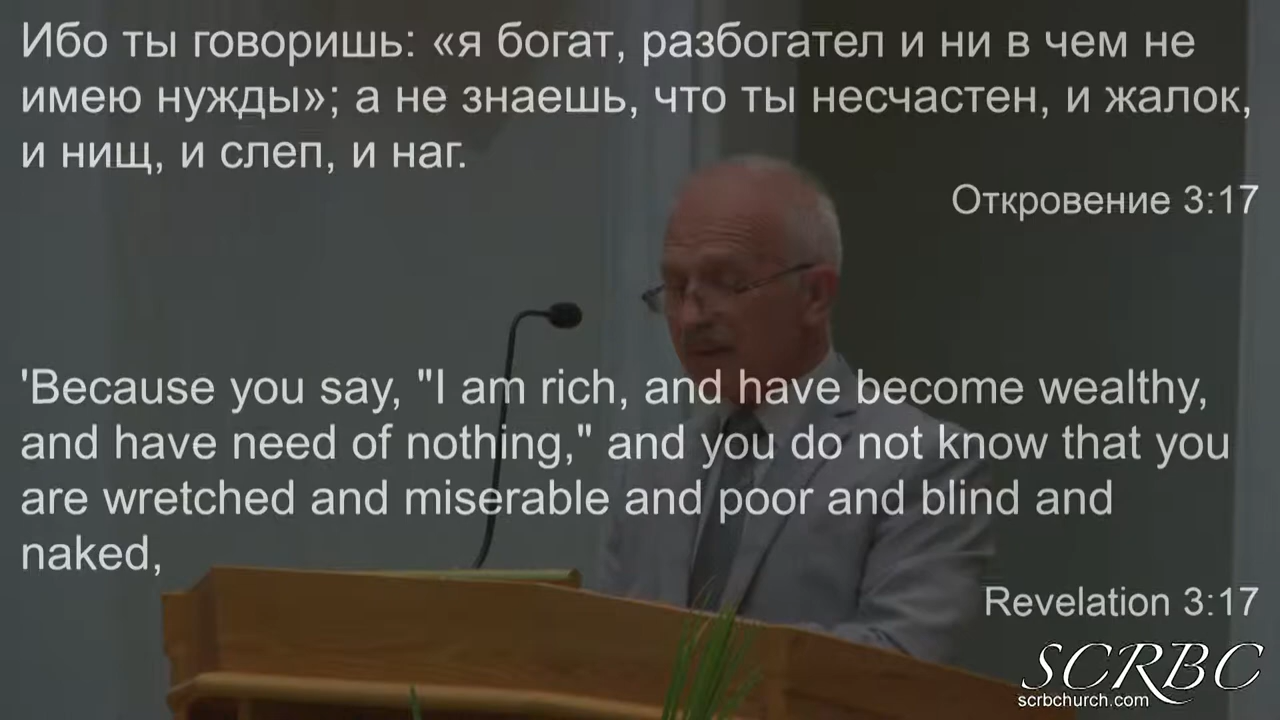 Ибо ты говоришь: «я богат, разбогател и ни в чем не
имею нужды»; а не знаешь, что ты несчастен, и жалок,
и нищ, и слеп, и наг.
Откровение 3:17
'Because you say, "I am rich, and have become wealthy,
and have need of nothing," and you do not know that you
are wretched and miserable and poor and blind and
naked,
Revelation 3:17
SCRBC
scrbchurch.com